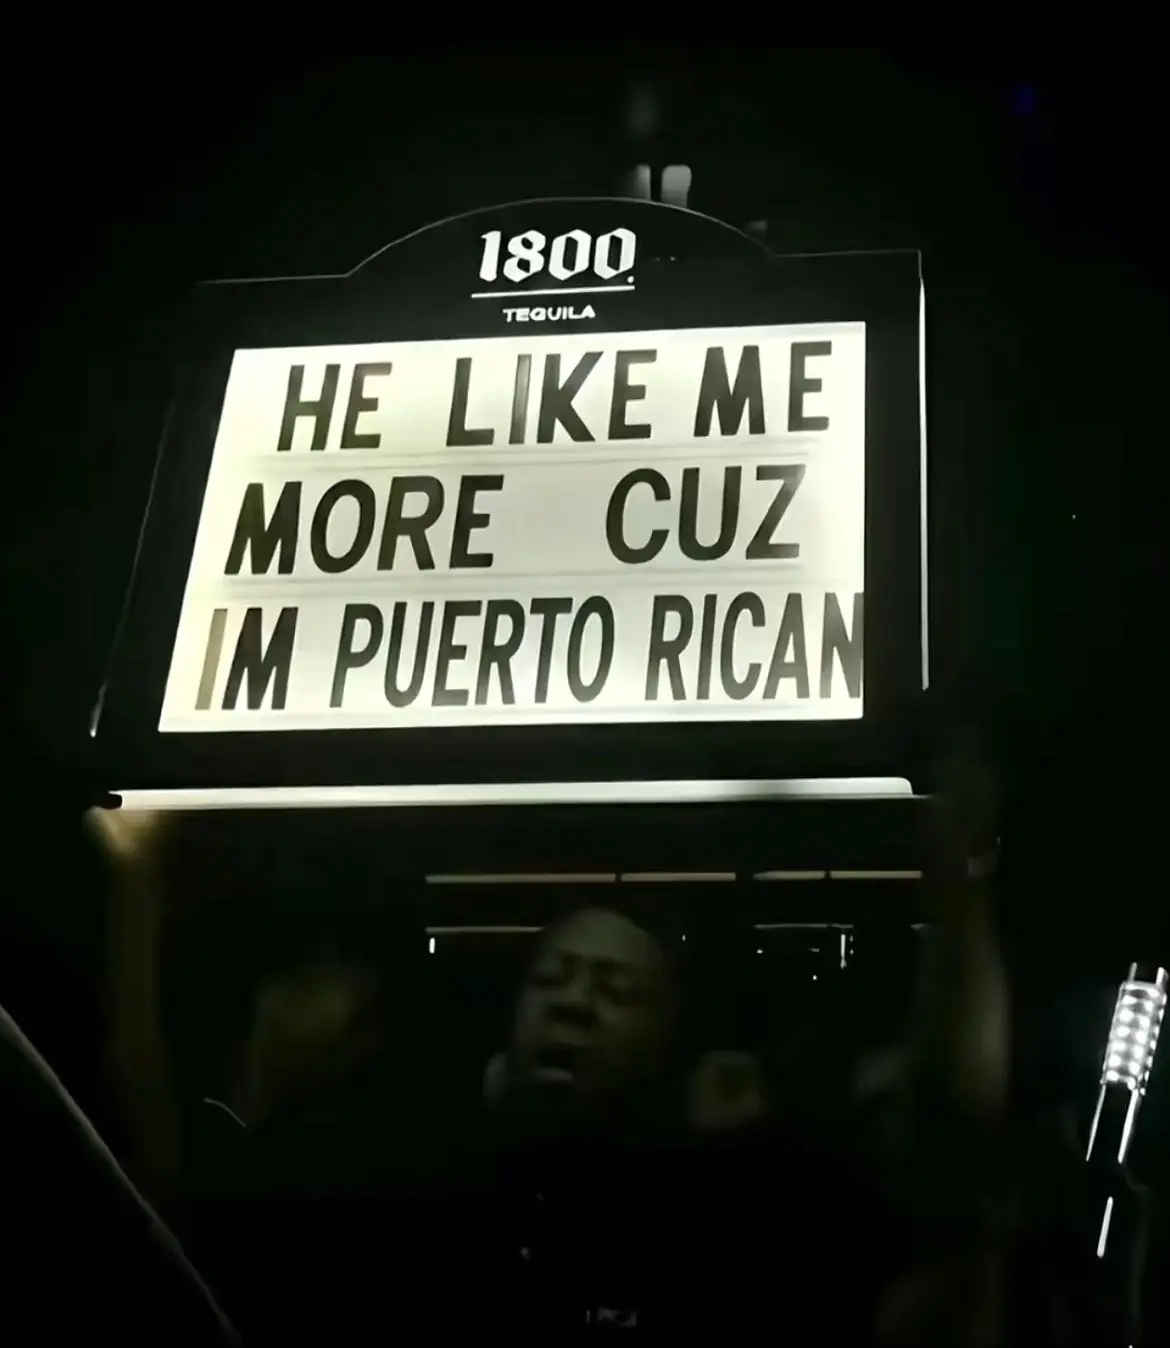 1800
TEQUILA
HE LIKE ME
MORE CUZ
IM PUERTO RICAN